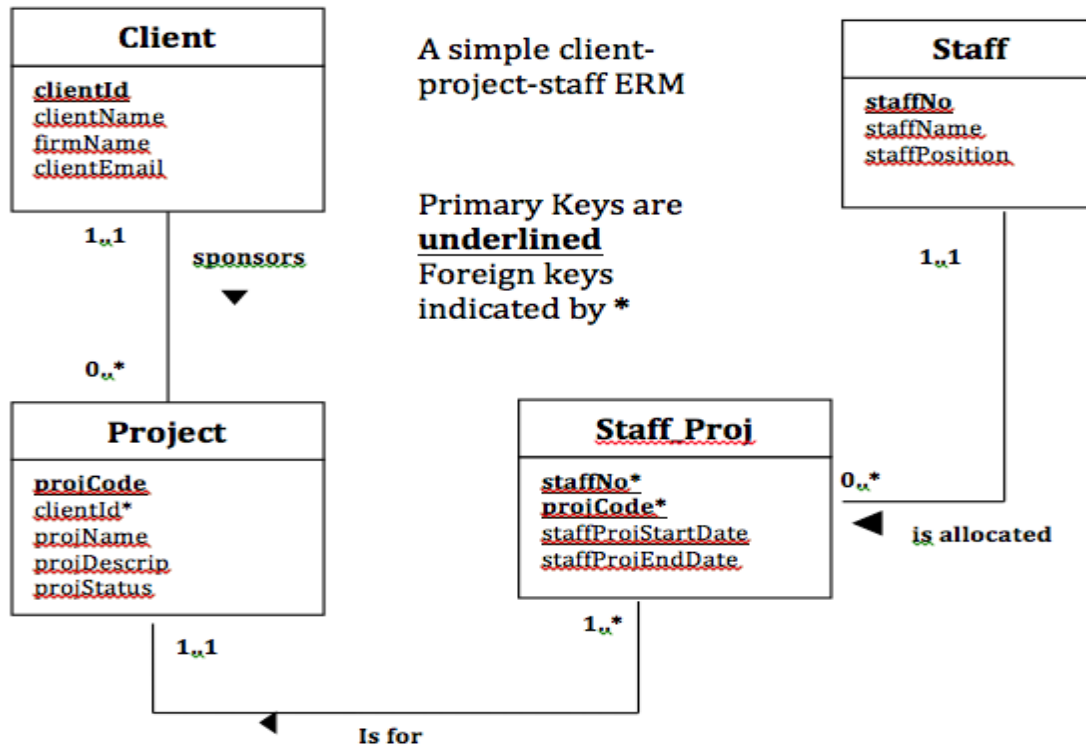 Client
clientId
clientName
firmName
clientEmail
A simple client-
project-staff ERM
Primary Keys are
underlined
Foreign keys
indicated by *
Staff
staffNo
staffName
staffPosition
1,,1
sponsors
0,,*
1,,1
Project
projCode
clientId*
projName
projDescrip
projStatus
Staff_Proj
staffNo*
projCode*
staffProjStartDate
staffProjEndDate
0,,*
is allocated
1,,1
1,,*
Is for